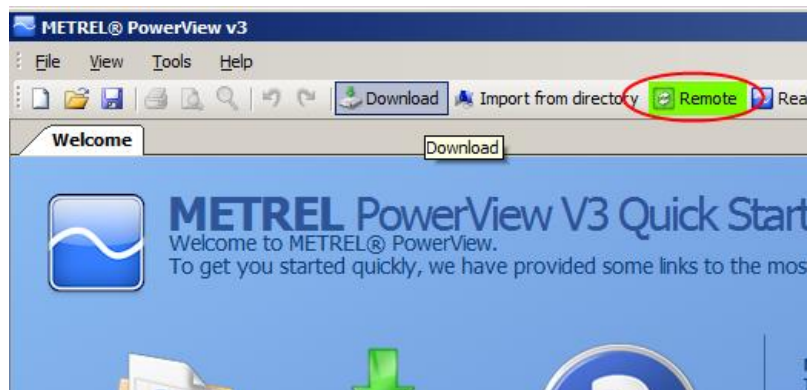 METREL® PowerView v3
File View Tools Help
Download Import from directory Remote Rea
Welcome
Download
METREL PowerView V3 Quick Start
Welcome to METREL® PowerView.
To get you started quickly, we have provided some links to the mos